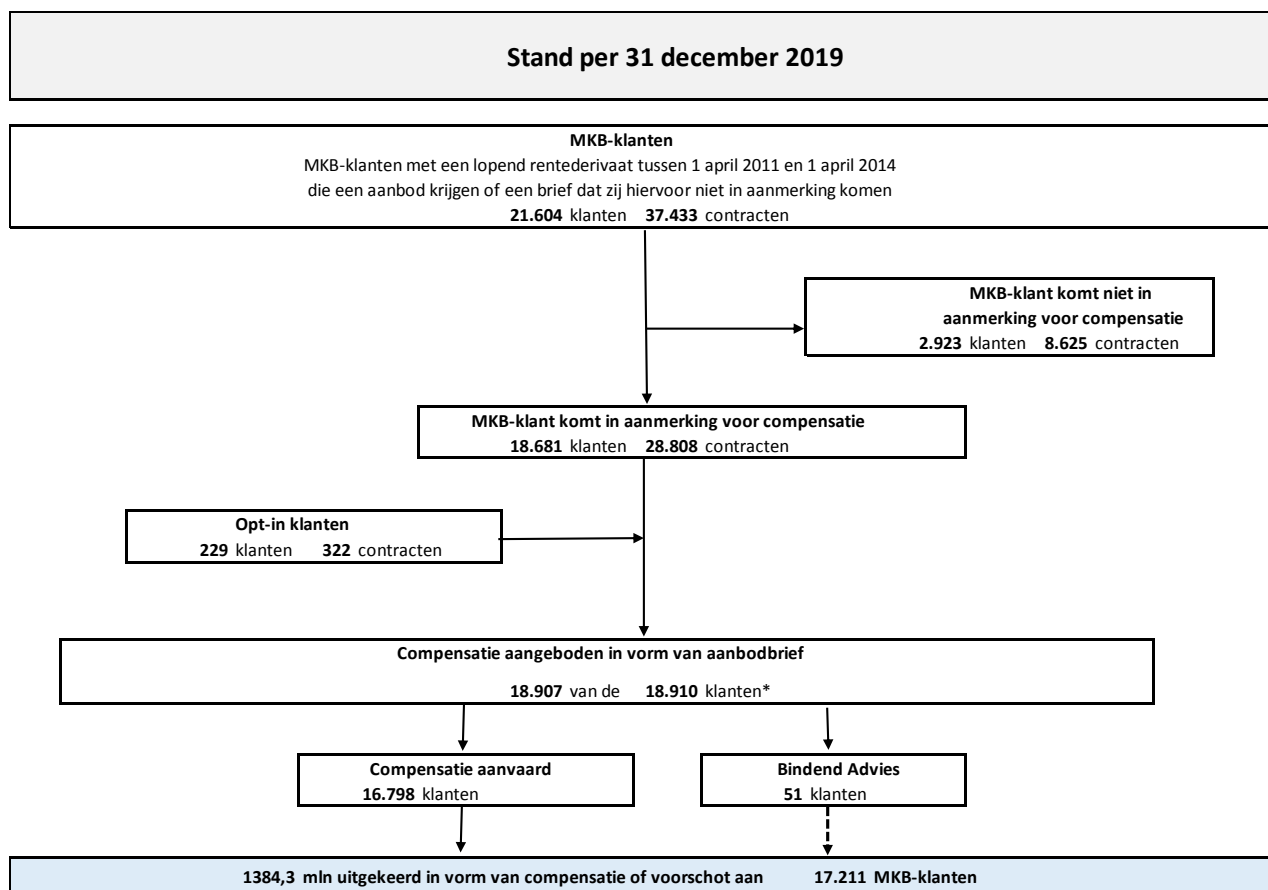 Stand per 31 december 2019
MKB-klanten
MKB-klanten met een lopend rentederivaat tussen 1 april 2011 en 1 april 2014
die een aanbod krijgen of een brief dat zij hiervoor niet in aanmerking komen
21.604 klanten 37.433 contracten
MKB-klant komt niet in
aanmerking voor compensatie
2.923 klanten 8.625 contracten
MKB-klant komt in aanmerking voor compensatie
18.681 klanten 28.808 contracten
Opt-in klanten
229 klanten 322 contracten
Compensatie aangeboden in vorm van aanbodbrief
18.907 van de 18.910 klanten*
Compensatie aanvaard
16.798 klanten
Bindend Advies
51 klanten
1384,3 mln uitgekeerd in vorm van compensatie of voorschot aan 17.211 MKB-klanten